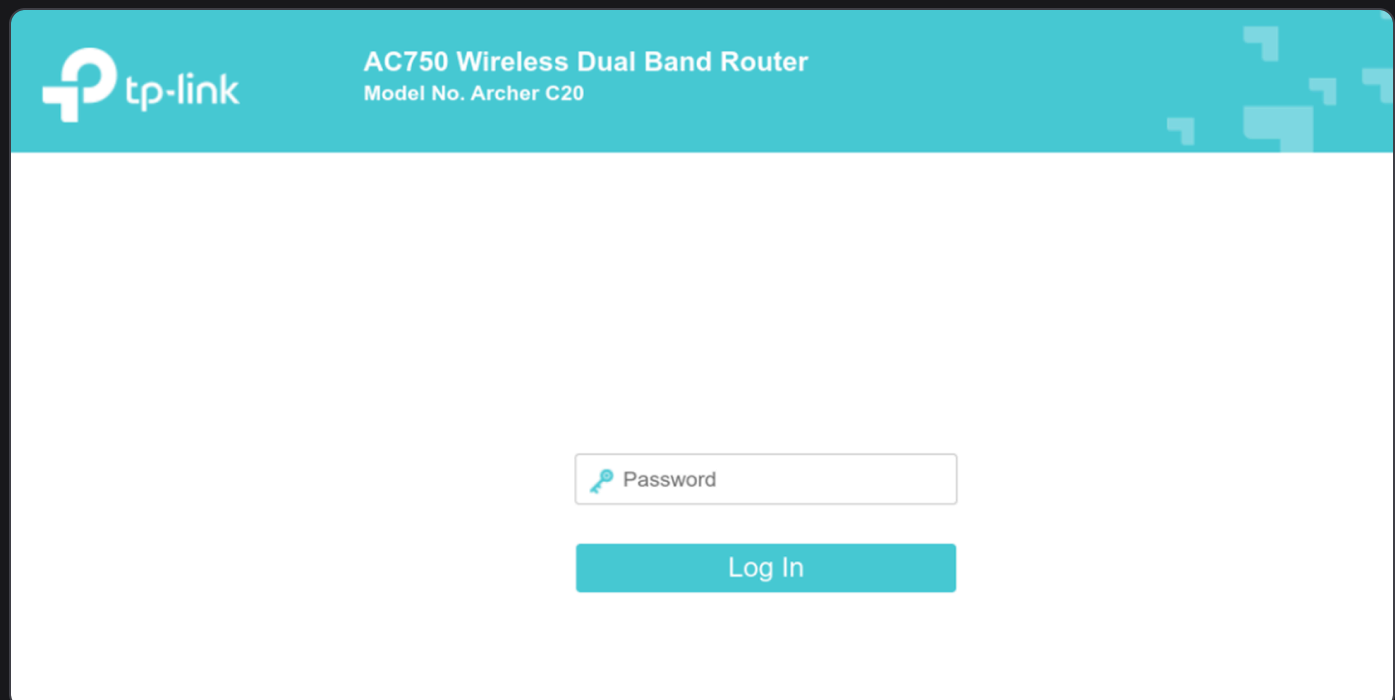 tp-link
AC750 Wireless Dual Band Router
Model No. Archer C20
Password
Log In